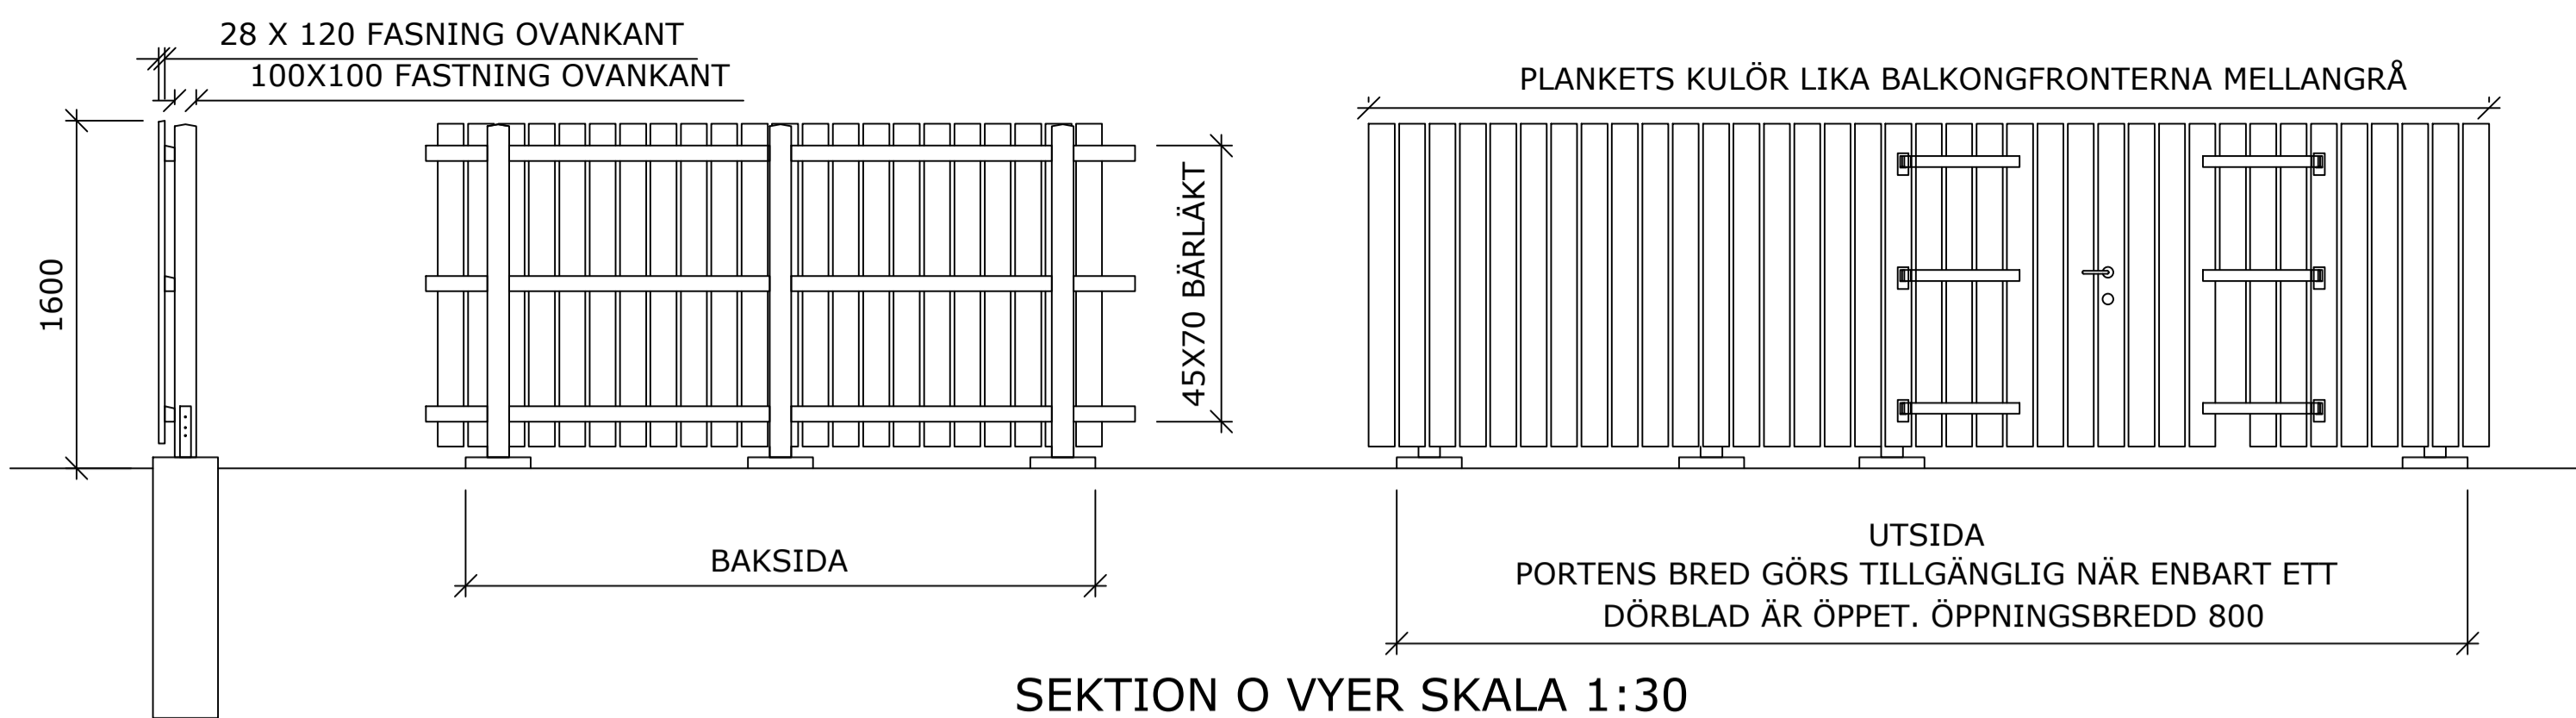 28 X 120 FASNING OVANKANT
100X100 FASTNING OVANKANT
PLANKETS KULÖR LIKA BALKONGFRONTERNA MELLANGRÅ
1600
45X70 BÄRLÄKT
BAKSIDA
UTSIDA
PORTENS BRED GÖRS TILLGÄNGLIG NÄR ENBART ETT
DÖRBLAD ÄR ÖPPET. ÖPPNINGSBREDD 800
SEKTION O VYER SKALA 1:30